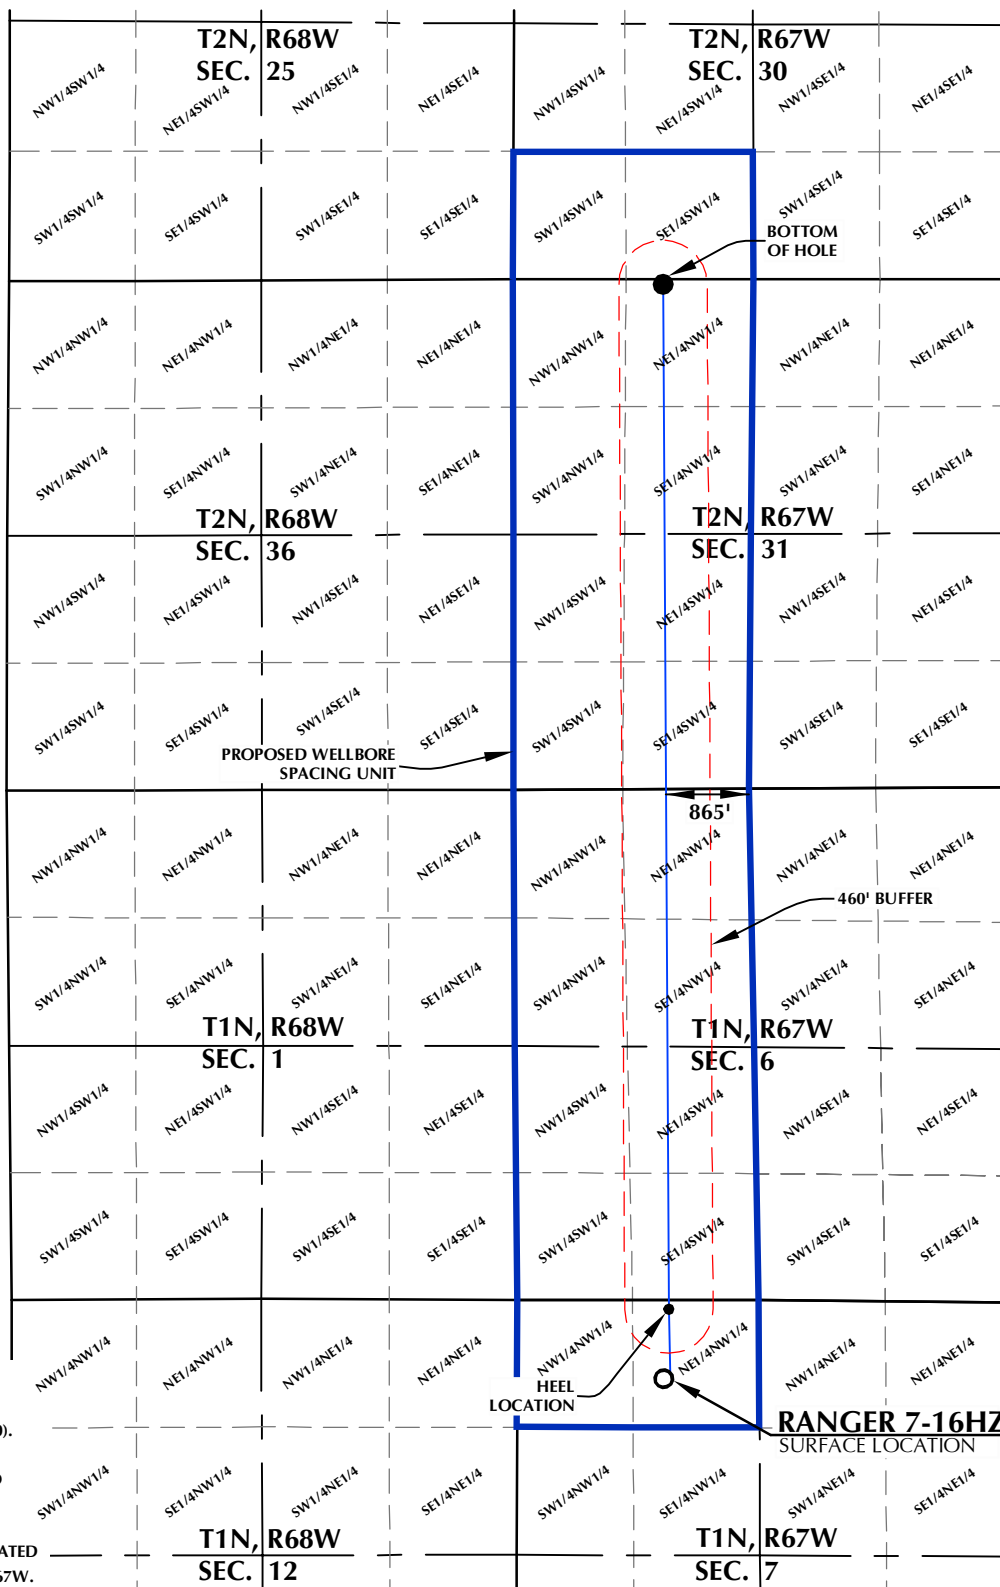 T2N, R68W
SEC. 25
T2N, R67W
SEC. 30
NW1/4SW1/4
NE1/4SW1/4
NW1/4SE1/4
NE1/4SE1/4
NW1/4SW1/4
NE1/4SW1/4
NW1/4SE1/4
NE1/4SE1/4
SW1/4SW1/4
SE1/4SW1/4
SW1/4SE1/4
SE1/4SE1/4
SW1/4SW1/4
SE1/4SW1/4
SW1/4SE1/4
SE1/4SE1/4
BOTTOM
OF HOLE
NW1/4NW1/4
NE1/4NW1/4
NW1/4NE1/4
NE1/4NE1/4
NW1/4NW1/4
NE1/4NW1/4
NW1/4NE1/4
NE1/4NE1/4
SW1/4NW1/4
SE1/4NW1/4
SW1/4NE1/4
SE1/4NE1/4
SW1/4NW1/4
SE1/4NW1/4
SW1/4NE1/4
SE1/4NE1/4
T2N, R68W
SEC. 36
T2N, R67W
SEC. 31
NW1/4SW1/4
NE1/4SW1/4
NW1/4SE1/4
NE1/4SE1/4
NW1/4SW1/4
NE1/4SW1/4
NW1/4SE1/4
NE1/4SE1/4
SW1/4SW1/4
SE1/4SW1/4
SW1/4SE1/4
SE1/4SE1/4
SW1/4SW1/4
SE1/4SW1/4
SW1/4SE1/4
SE1/4SE1/4
PROPOSED WELLBORE
SPACING UNIT
865'
NW1/4NW1/4
NE1/4NW1/4
NW1/4NE1/4
NE1/4NE1/4
NW1/4NW1/4
NE1/4NW1/4
NW1/4NE1/4
NE1/4NE1/4
460' BUFFER
SW1/4NW1/4
SE1/4NW1/4
SW1/4NE1/4
SE1/4NE1/4
SW1/4NW1/4
SE1/4NW1/4
SW1/4NE1/4
SE1/4NE1/4
T1N, R68W
SEC. 1
T1N, R67W
SEC. 6
NW1/4SW1/4
NE1/4SW1/4
NW1/4SE1/4
NE1/4SE1/4
NW1/4SW1/4
NE1/4SW1/4
NW1/4SE1/4
NE1/4SE1/4
SW1/4SW1/4
SE1/4SW1/4
SW1/4SE1/4
SE1/4SE1/4
SW1/4SW1/4
SE1/4SW1/4
SW1/4SE1/4
SE1/4SE1/4
NW1/4NW1/4
NE1/4NW1/4
NW1/4NE1/4
NE1/4NE1/4
NW1/4NW1/4
NE1/4NW1/4
NW1/4NE1/4
NE1/4NE1/4
HEEL
LOCATION
RANGER 7-16HZ
SURFACE LOCATION
SW1/4NW1/4
SE1/4NW1/4
SW1/4NE1/4
SE1/4NE1/4
SW1/4NW1/4
SE1/4NW1/4
SW1/4NE1/4
SE1/4NE1/4
T1N, R68W
SEC. 12
T1N, R67W
SEC. 7